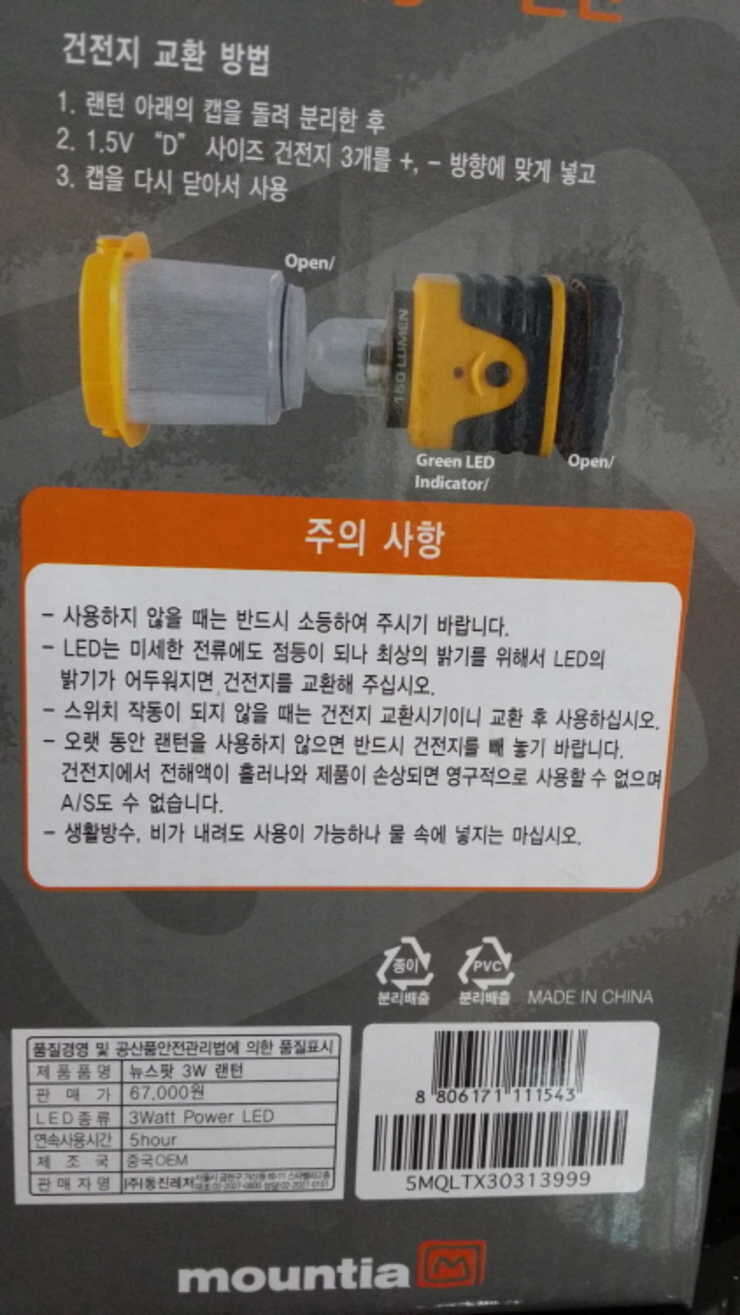 건전지 교환 방법
1. 랜턴 아래의 캡을 돌려 분리한 후
2. 1.5V “D” 사이즈 건전지 3개를 +, - 방향에 맞게 넣고
3. 캡을 다시 닫아서 사용
Open/
160 LUMEN
Green LED
Indicator/
Open/
주의 사항
- 사용하지 않을 때는 반드시 소등하여 주시기 바랍니다.
- LED는 미세한 전류에도 점등이 되나 최상의 밝기를 위해서 LED의
밝기가 어두워지면 건전지를 교환해 주십시오.
- 스위치 작동이 되지 않을 때는 건전지 교환시기이니 교환 후 사용하십시오.
- 오랫 동안 랜턴을 사용하지 않으면 반드시 건전지를 빼 놓기 바랍니다.
건전지에서 전해액이 흘러나와 제품이 손상되면 영구적으로 사용할 수 없으며
A/S도 수 없습니다.
- 생활방수, 비가 내려도 사용이 가능하나 물 속에 넣지는 마십시오.
종이 PVC
분리배출 분리배출 MADE IN CHINA
품질경영 및 공산품안전관리법에 의한 품질표시
제 품 품 명 뉴스팟 3W 랜턴
판 매 가 67,000원
LED종류 3Watt Power LED
연속사용시간 5hour
제 조 국 중국OEM
판 매 자 명 (주)동진레저
8 806171 111543
5MQLTX30313999
mountia